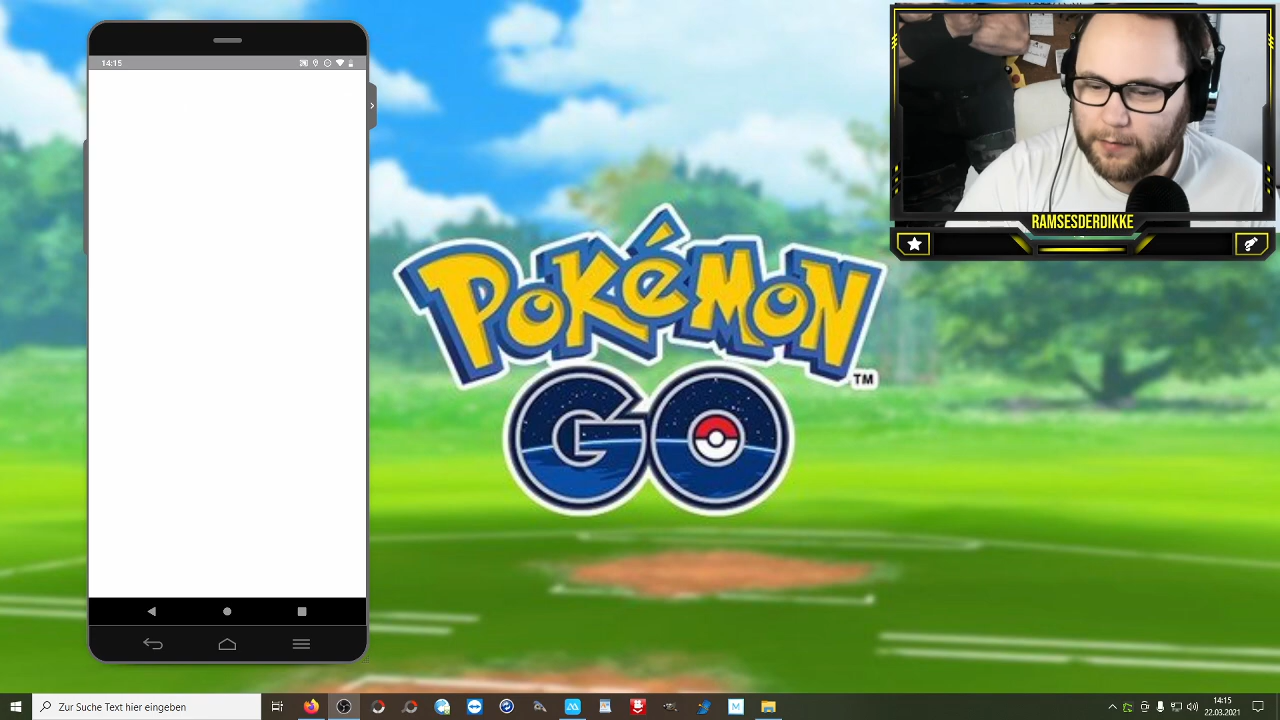 14:15
RAMSESDERDIKKE
POKÉMON
TM
GO
Zur Suche Text hier eingeben
14:15
22.03.2021